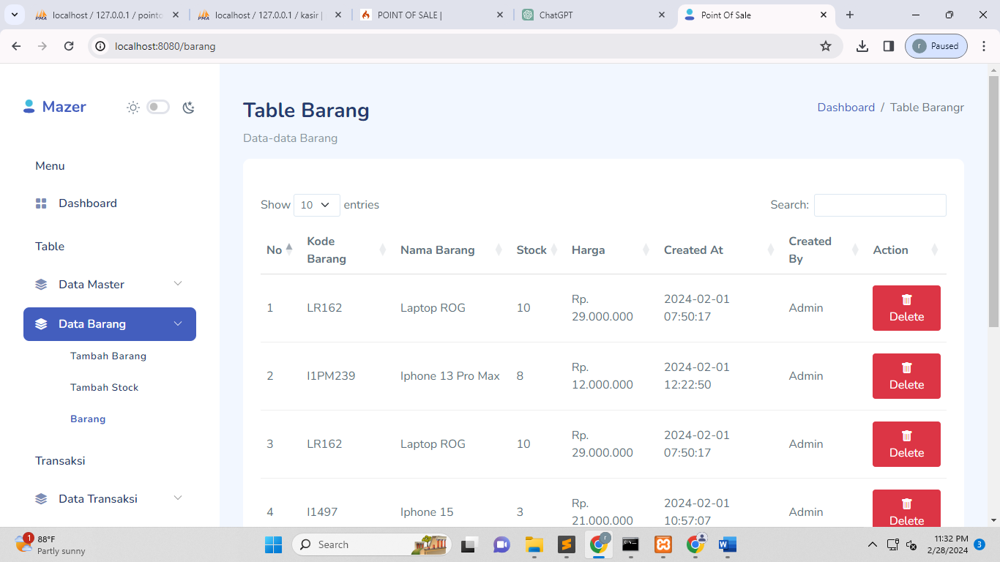 localhost / 127.0.0.1 / pointo
localhost / 127.0.0.1 / kasir |
POINT OF SALE |
ChatGPT
Point Of Sale
localhost:8080/barang
r
Paused
Mazer
Menu
Dashboard
Table
Data Master
Data Barang
Tambah Barang
Tambah Stock
Barang
Transaksi
Data Transaksi
Table Barang
Dashboard / Table Barangr
Data-data Barang
Show 10 entries
Search:
No Kode Barang Nama Barang Stock Harga Created At Created By Action
1 LR162 Laptop ROG 10 Rp. 29.000.000 2024-02-01 07:50:17 Admin Delete
2 I1PM239 Iphone 13 Pro Max 8 Rp. 12.000.000 2024-02-01 12:22:50 Admin Delete
3 LR162 Laptop ROG 10 Rp. 29.000.000 2024-02-01 07:50:17 Admin Delete
4 I1497 Iphone 15 3 Rp. 21.000.000 2024-02-01 10:57:07 Admin Delete
1
88°F
Partly sunny
Search
11:32 PM
2/28/2024
3